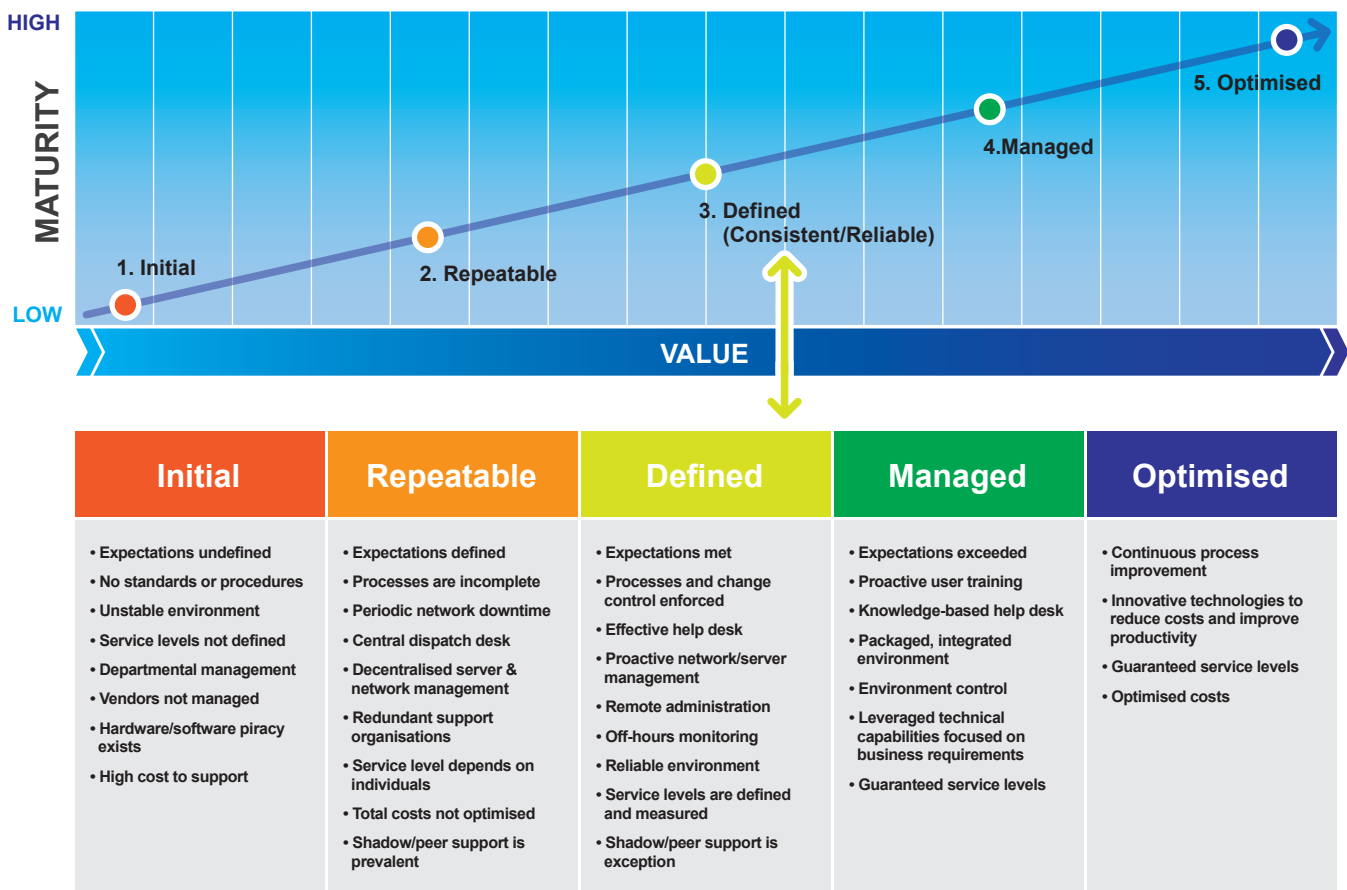 HIGH
MATURITY
LOW
1. Initial
2. Repeatable
3. Defined
(Consistent/Reliable)
4.Managed
5. Optimised
VALUE
Initial
• Expectations undefined
• No standards or procedures
• Unstable environment
• Service levels not defined
• Departmental management
• Vendors not managed
• Hardware/software piracy
exists
• High cost to support
Repeatable
• Expectations defined
• Processes are incomplete
• Periodic network downtime
• Central dispatch desk
• Decentralised server &
network management
• Redundant support
organisations
• Service level depends on
individuals
• Total costs not optimised
• Shadow/peer support is
prevalent
Defined
• Expectations met
• Processes and change
control enforced
• Effective help desk
• Proactive network/server
management
• Remote administration
• Off-hours monitoring
• Reliable environment
• Service levels are defined
and measured
• Shadow/peer support is
exception
Managed
• Expectations exceeded
• Proactive user training
• Knowledge-based help desk
• Packaged, integrated
environment
• Environment control
• Leveraged technical
capabilities focused on
business requirements
• Guaranteed service levels
Optimised
• Continuous process
improvement
• Innovative technologies to
reduce costs and improve
productivity
• Guaranteed service levels
• Optimised costs